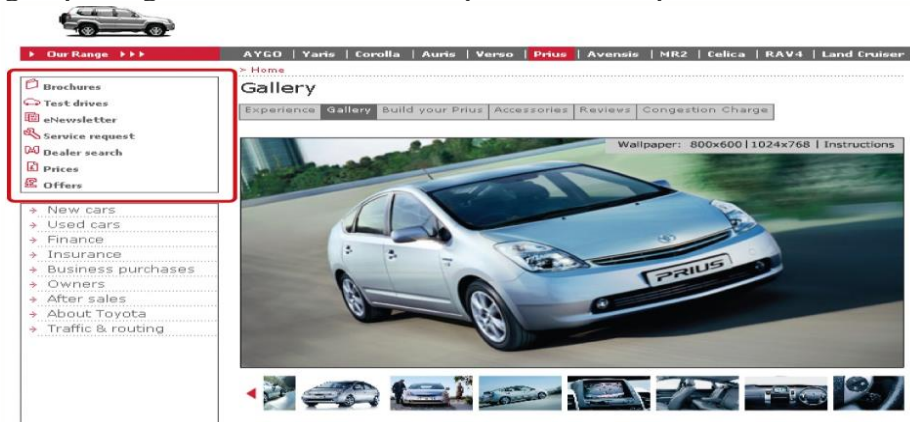 Our Range
AYGO | Yaris | Corolla | Auris | Verso | Prius | Avensis | MR2 | Celica | RAV4 | Land Cruiser
> Home
Brochures
Test drives
eNewsletter
Service request
Dealer search
Prices
Offers
New cars
Used cars
Finance
Insurance
Business purchases
Owners
After sales
About Toyota
Traffic & routing
Gallery
Experience Gallery Build your Prius Accessories Reviews Congestion Charge
Wallpaper: 800x600 | 1024x768 | Instructions
PRIUS